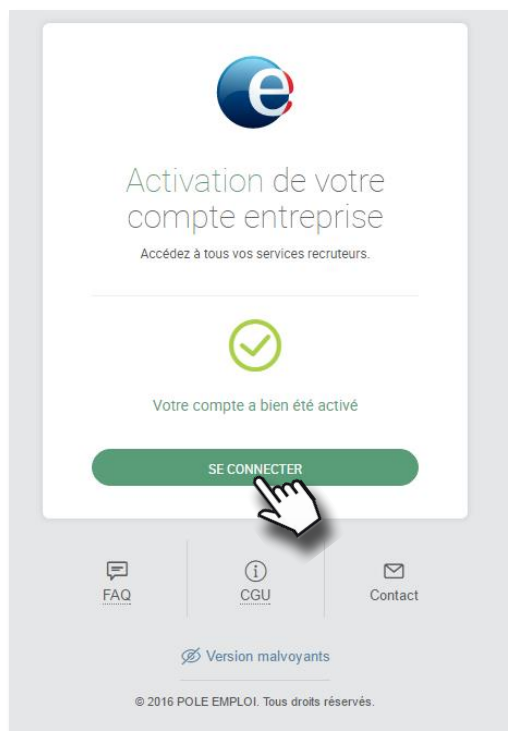 e
Activation de votre
compte entreprise
Accédez à tous vos services recruteurs.
Votre compte a bien été activé
SE CONNECTER
FAQ
CGU
Contact
Version malvoyants
© 2016 POLE EMPLOI. Tous droits réservés.